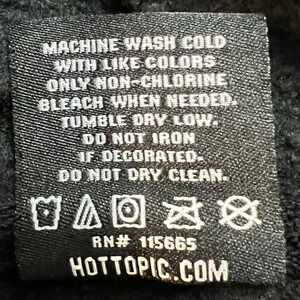 MACHINE WASH COLD
WITH LIKE COLORS
ONLY NON-CHLORINE
BLEACH WHEN NEEDED.
TUMBLE DRY LOW.
DO NOT IRON
IF DECORATED.
DO NOT DRY CLEAN.
RN# 115665
HOTTOPIC.COM